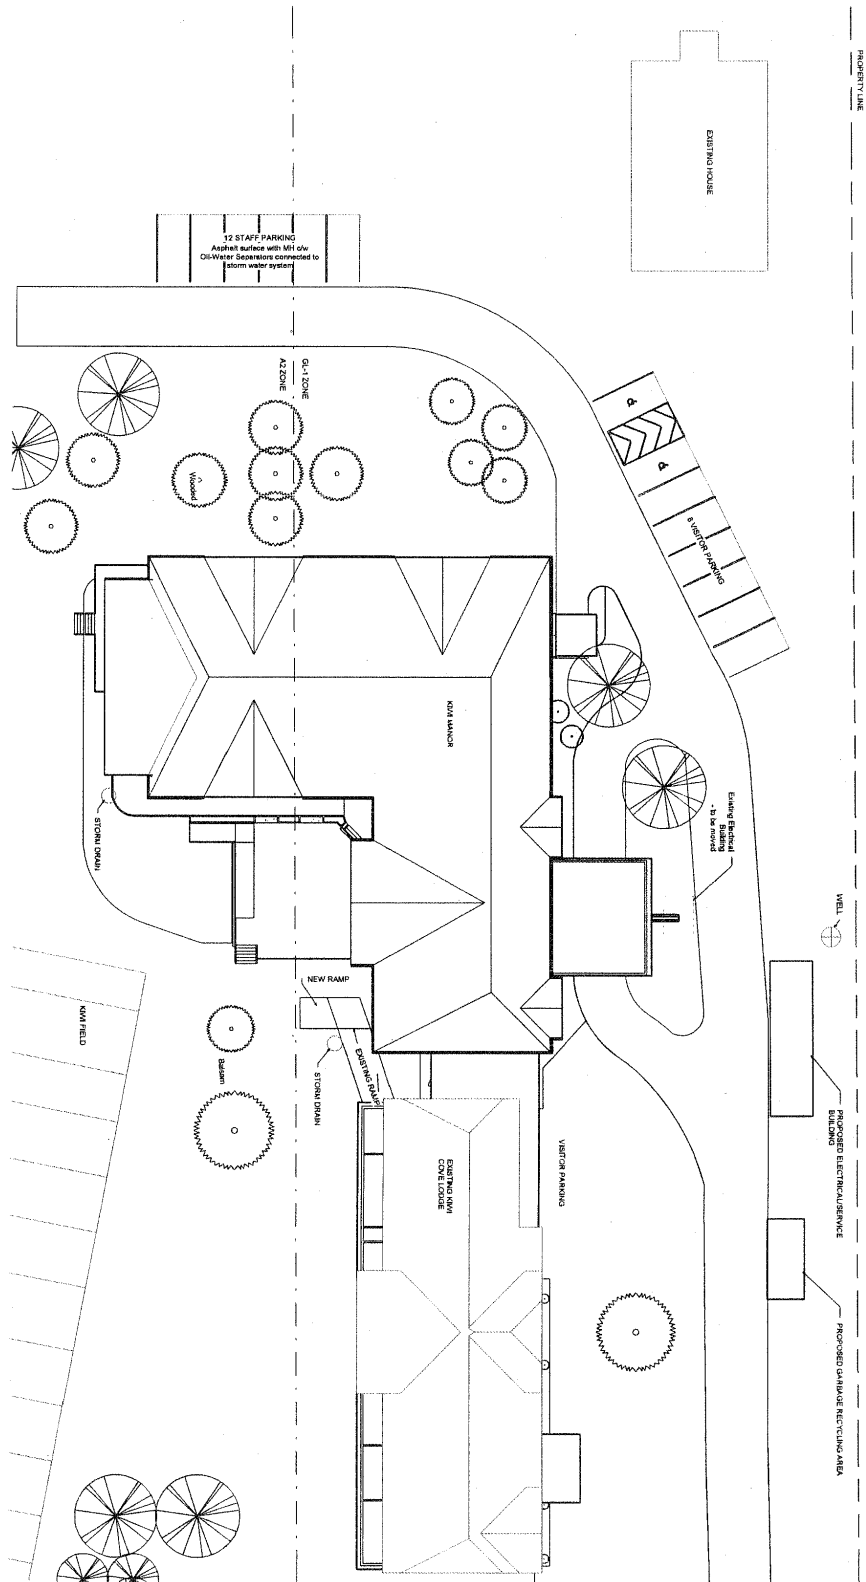 PROPERTY LINE
EXISTING HOUSE
12 STAFF PARKING
Asphalt surface with MH c/w
Oil-Water Separators connected to
storm water system
GL-1 ZONE
A2 ZONE
Wooded
8 VISITOR PARKING
KIWI MANOR
Existing Electrical
Building
- to be moved
STORM DRAIN
WELL
NEW RAMP
KIWI FIELD
EXISTING RAMP
Balsam
STORM DRAIN
PROPOSED ELECTRICAL/SERVICE
BUILDING
VISITOR PARKING
EXISTING KIWI
COVE LODGE
PROPOSED GARBAGE RECYCLING AREA